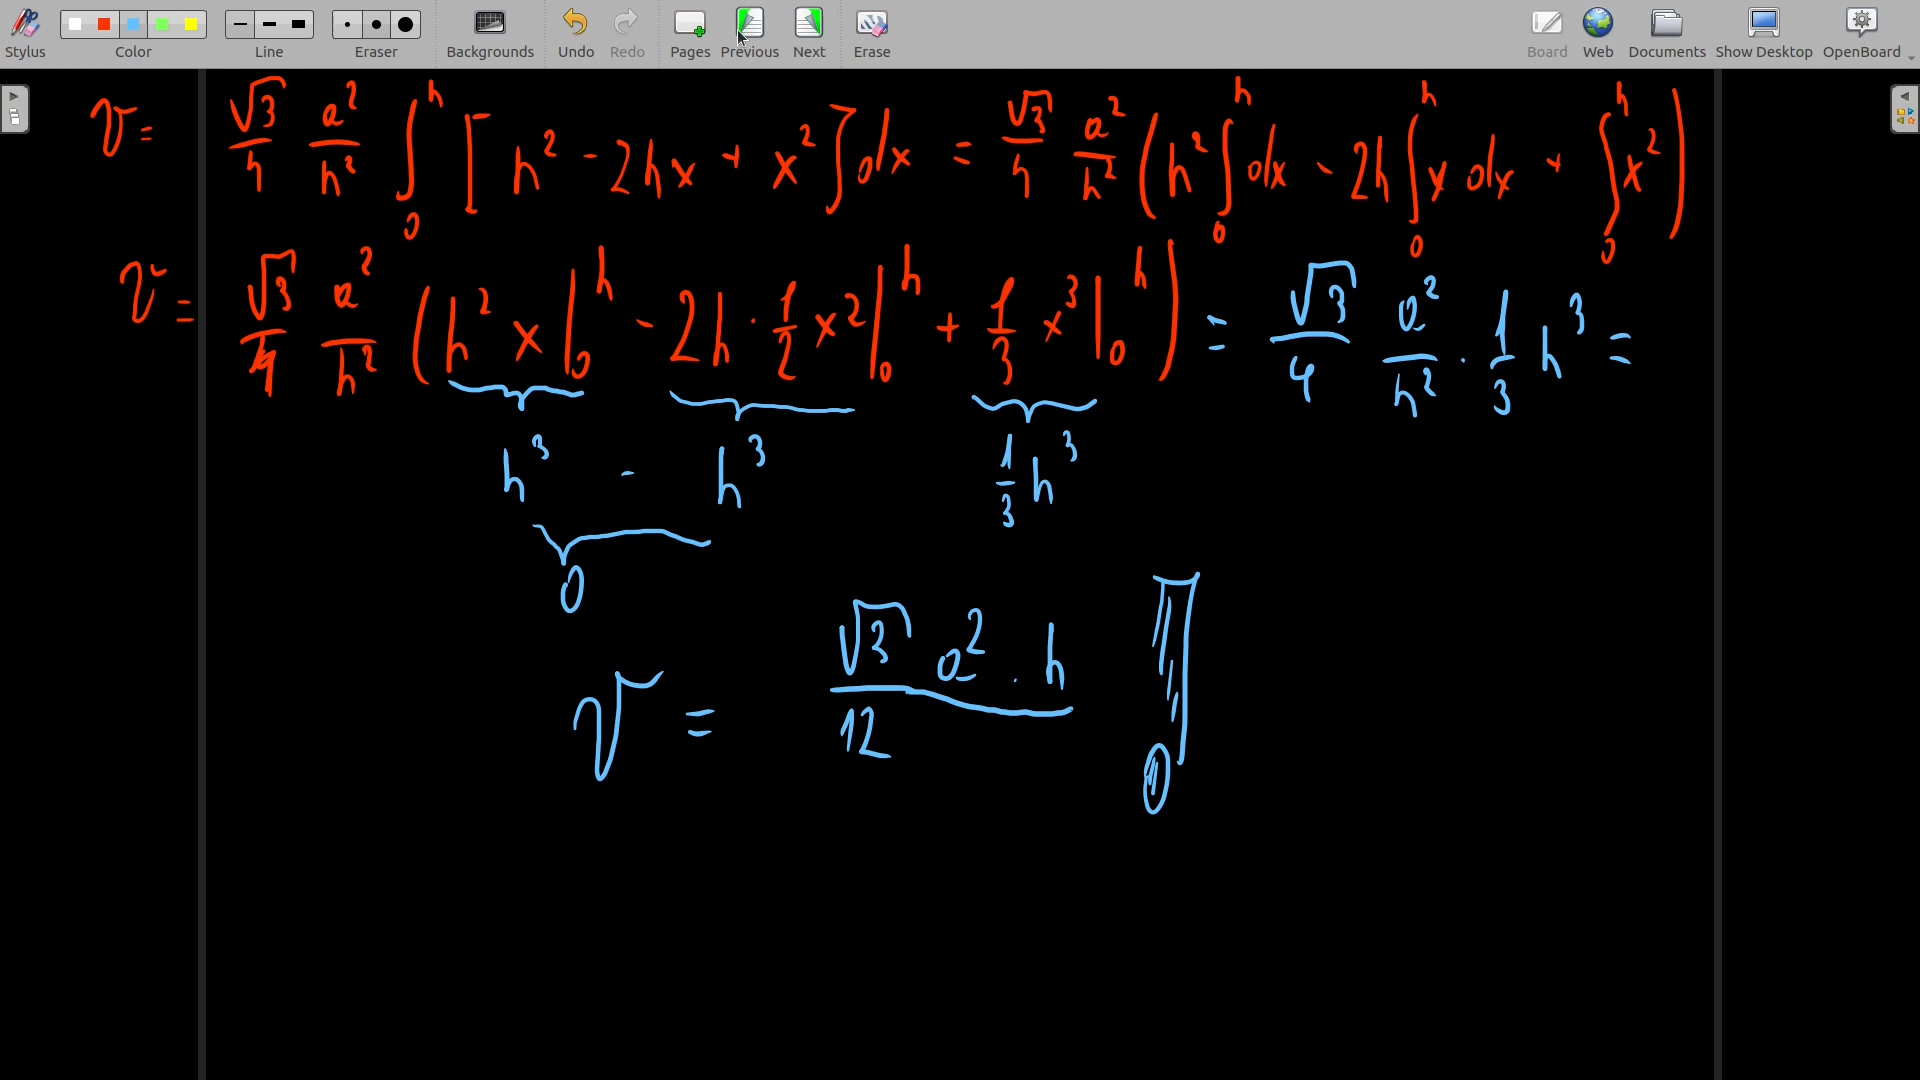 Stylus Color Line Eraser Backgrounds Undo Redo Pages Previous Next Erase Board Web Documents Show Desktop OpenBoard
V = √3/4 a²/h² ∫₀ʰ [h² - 2hx + x²] dx = √3/4 a²/h² (h² ∫₀ʰ dx - 2h ∫₀ʰ x dx + ∫₀ʰ x²)
V = √3/4 a²/h² (h² x|₀ʰ - 2h · 1/2 x²|₀ʰ + 1/3 x³|₀ʰ) = √3/4 a²/h² · 1/3 h³ =
h³ - h³ 1/3 h³
0
V = √3 a² · h / 12